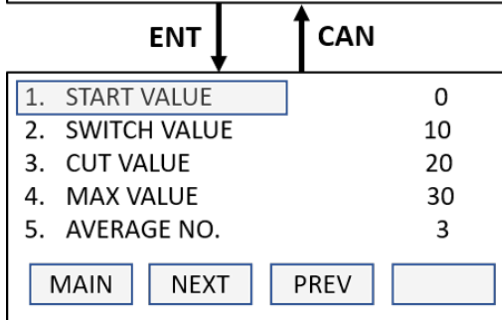 ENT CAN
1. START VALUE 0
2. SWITCH VALUE 10
3. CUT VALUE 20
4. MAX VALUE 30
5. AVERAGE NO. 3
MAIN NEXT PREV